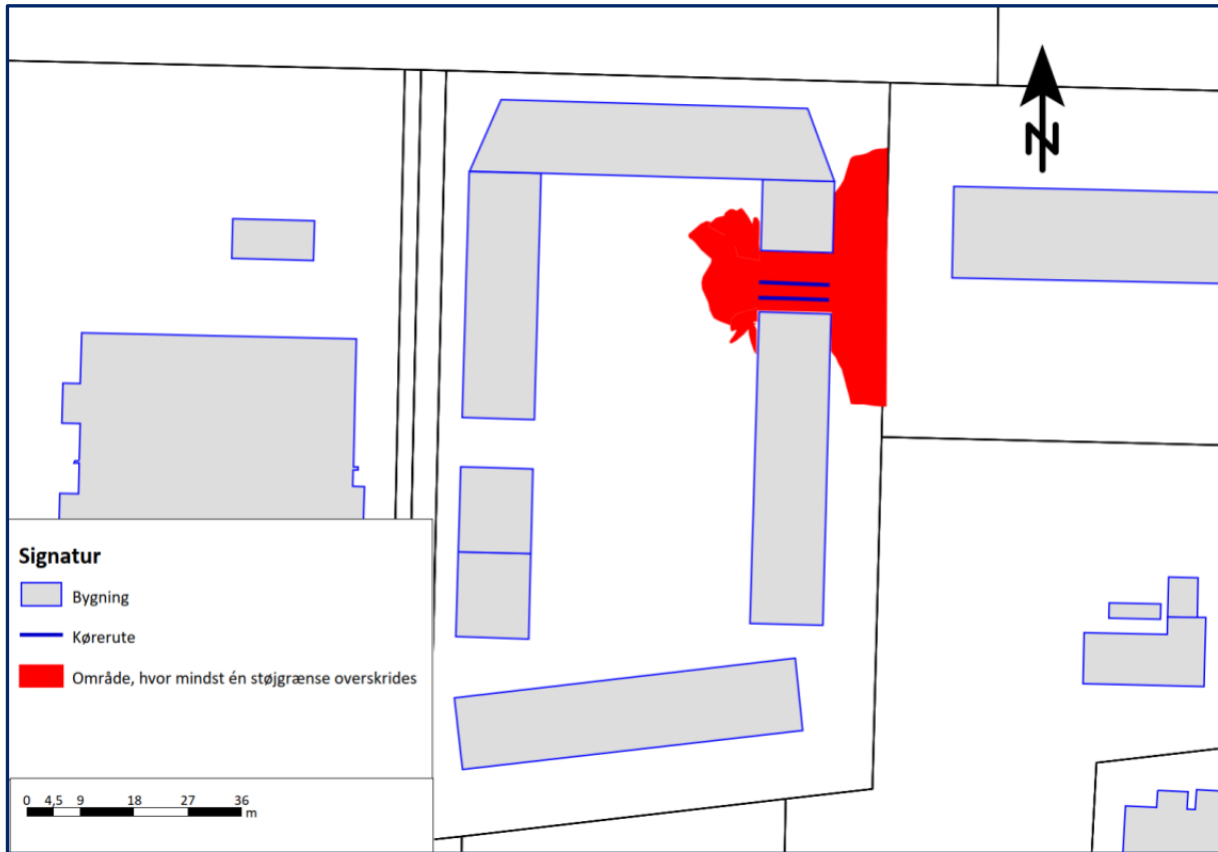 N
Signatur
Bygning
Kørerute
Område, hvor mindst én støjgrænse overskrides
0 4,5 9 18 27 36
m